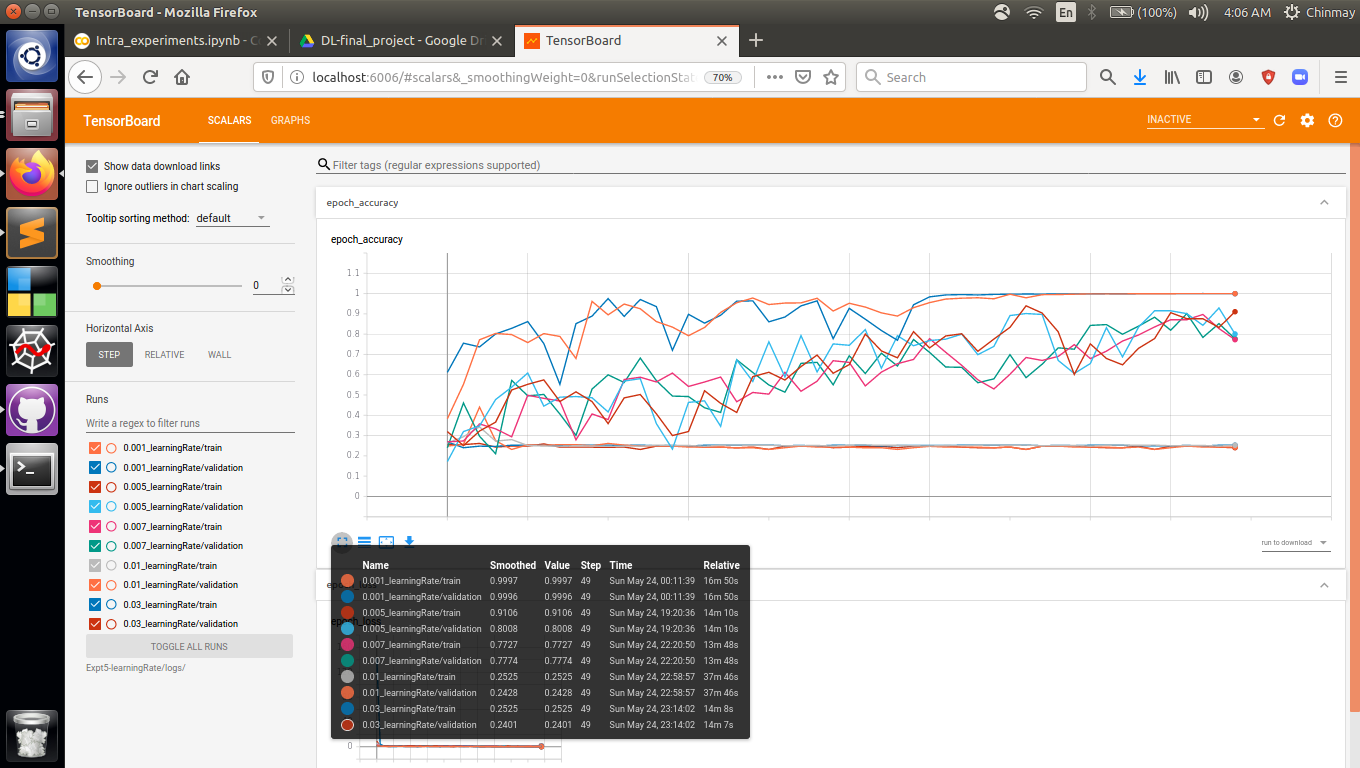 TensorBoard - Mozilla Firefox En (100%) 4:06 AM Chinmay
Intra_experiments.ipynb - C DL-final_project - Google Dr TensorBoard
localhost:6006/#scalars&_smoothingWeight=0&runSelectionStat 70% Search
TensorBoard SCALARS GRAPHS INACTIVE
Show data download links
Ignore outliers in chart scaling
Tooltip sorting method: default
Smoothing
0
Horizontal Axis
STEP RELATIVE WALL
Runs
Write a regex to filter runs
0.001_learningRate/train
0.001_learningRate/validation
0.005_learningRate/train
0.005_learningRate/validation
0.007_learningRate/train
0.007_learningRate/validation
0.01_learningRate/train
0.01_learningRate/validation
0.03_learningRate/train
0.03_learningRate/validation
TOGGLE ALL RUNS
Expt5-learningRate/logs/
Filter tags (regular expressions supported)
epoch_accuracy
epoch_accuracy
1.1
1
0.9
0.8
0.7
0.6
0.5
0.4
0.3
0.2
0.1
0
run to download
Name Smoothed Value Step Time Relative
0.001_learningRate/train 0.9997 0.9997 49 Sun May 24, 00:11:39 16m 50s
0.001_learningRate/validation 0.9996 0.9996 49 Sun May 24, 00:11:39 16m 50s
0.005_learningRate/train 0.9106 0.9106 49 Sun May 24, 19:20:36 14m 10s
0.005_learningRate/validation 0.8008 0.8008 49 Sun May 24, 19:20:36 14m 10s
0.007_learningRate/train 0.7727 0.7727 49 Sun May 24, 22:20:50 13m 48s
0.007_learningRate/validation 0.7774 0.7774 49 Sun May 24, 22:20:50 13m 48s
0.01_learningRate/train 0.2525 0.2525 49 Sun May 24, 22:58:57 37m 46s
0.01_learningRate/validation 0.2428 0.2428 49 Sun May 24, 22:58:57 37m 46s
0.03_learningRate/train 0.2525 0.2525 49 Sun May 24, 23:14:02 14m 8s
0.03_learningRate/validation 0.2401 0.2401 49 Sun May 24, 23:14:02 14m 7s
epoch_loss
0